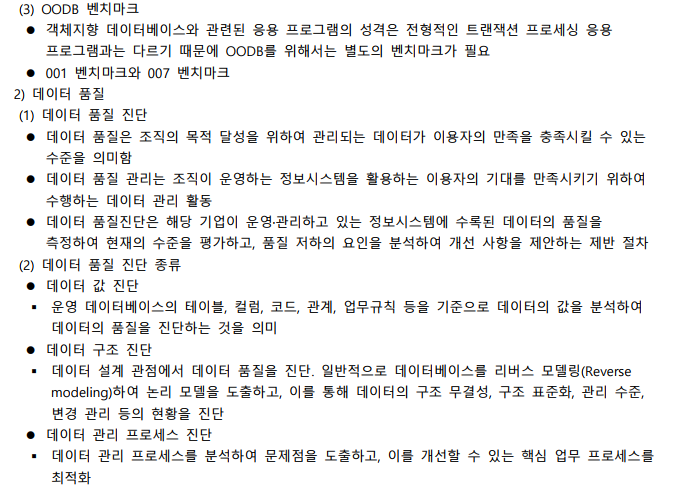 (3) OODB 벤치마크
● 객체지향 데이터베이스와 관련된 응용 프로그램의 성격은 전형적인 트랜잭션 프로세싱 응용
프로그램과는 다르기 때문에 OODB를 위해서는 별도의 벤치마크가 필요
● 001 벤치마크와 007 벤치마크
2) 데이터 품질
(1) 데이터 품질 진단
● 데이터 품질은 조직의 목적 달성을 위하여 관리되는 데이터가 이용자의 만족을 충족시킬 수 있는
수준을 의미함
● 데이터 품질 관리는 조직이 운영하는 정보시스템을 활용하는 이용자의 기대를 만족시키기 위하여
수행하는 데이터 관리 활동
● 데이터 품질진단은 해당 기업이 운영·관리하고 있는 정보시스템에 수록된 데이터의 품질을
측정하여 현재의 수준을 평가하고, 품질 저하의 요인을 분석하여 개선 사항을 제안하는 제반 절차
(2) 데이터 품질 진단 종류
● 데이터 값 진단
▪ 운영 데이터베이스의 테이블, 컬럼, 코드, 관계, 업무규칙 등을 기준으로 데이터의 값을 분석하여
데이터의 품질을 진단하는 것을 의미
● 데이터 구조 진단
▪ 데이터 설계 관점에서 데이터 품질을 진단. 일반적으로 데이터베이스를 리버스 모델링(Reverse
modeling)하여 논리 모델을 도출하고, 이를 통해 데이터의 구조 무결성, 구조 표준화, 관리 수준,
변경 관리 등의 현황을 진단
● 데이터 관리 프로세스 진단
▪ 데이터 관리 프로세스를 분석하여 문제점을 도출하고, 이를 개선할 수 있는 핵심 업무 프로세스를
최적화